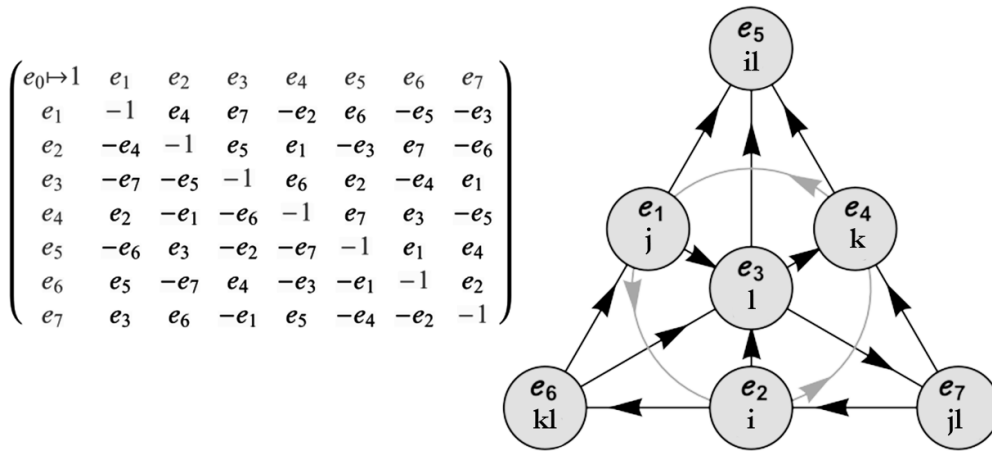 e₀↦1 e₁ e₂ e₃ e₄ e₅ e₆ e₇
e₁ −1 e₄ e₇ −e₂ e₆ −e₅ −e₃
e₂ −e₄ −1 e₅ e₁ −e₃ e₇ −e₆
e₃ −e₇ −e₅ −1 e₆ e₂ −e₄ e₁
e₄ e₂ −e₁ −e₆ −1 e₇ e₃ −e₅
e₅ −e₆ e₃ −e₂ −e₇ −1 e₁ e₄
e₆ e₅ −e₇ e₄ −e₃ −e₁ −1 e₂
e₇ e₃ e₆ −e₁ e₅ −e₄ −e₂ −1
e₅
il
e₁
j
e₄
k
e₃
l
e₆
kl
e₂
i
e₇
jl